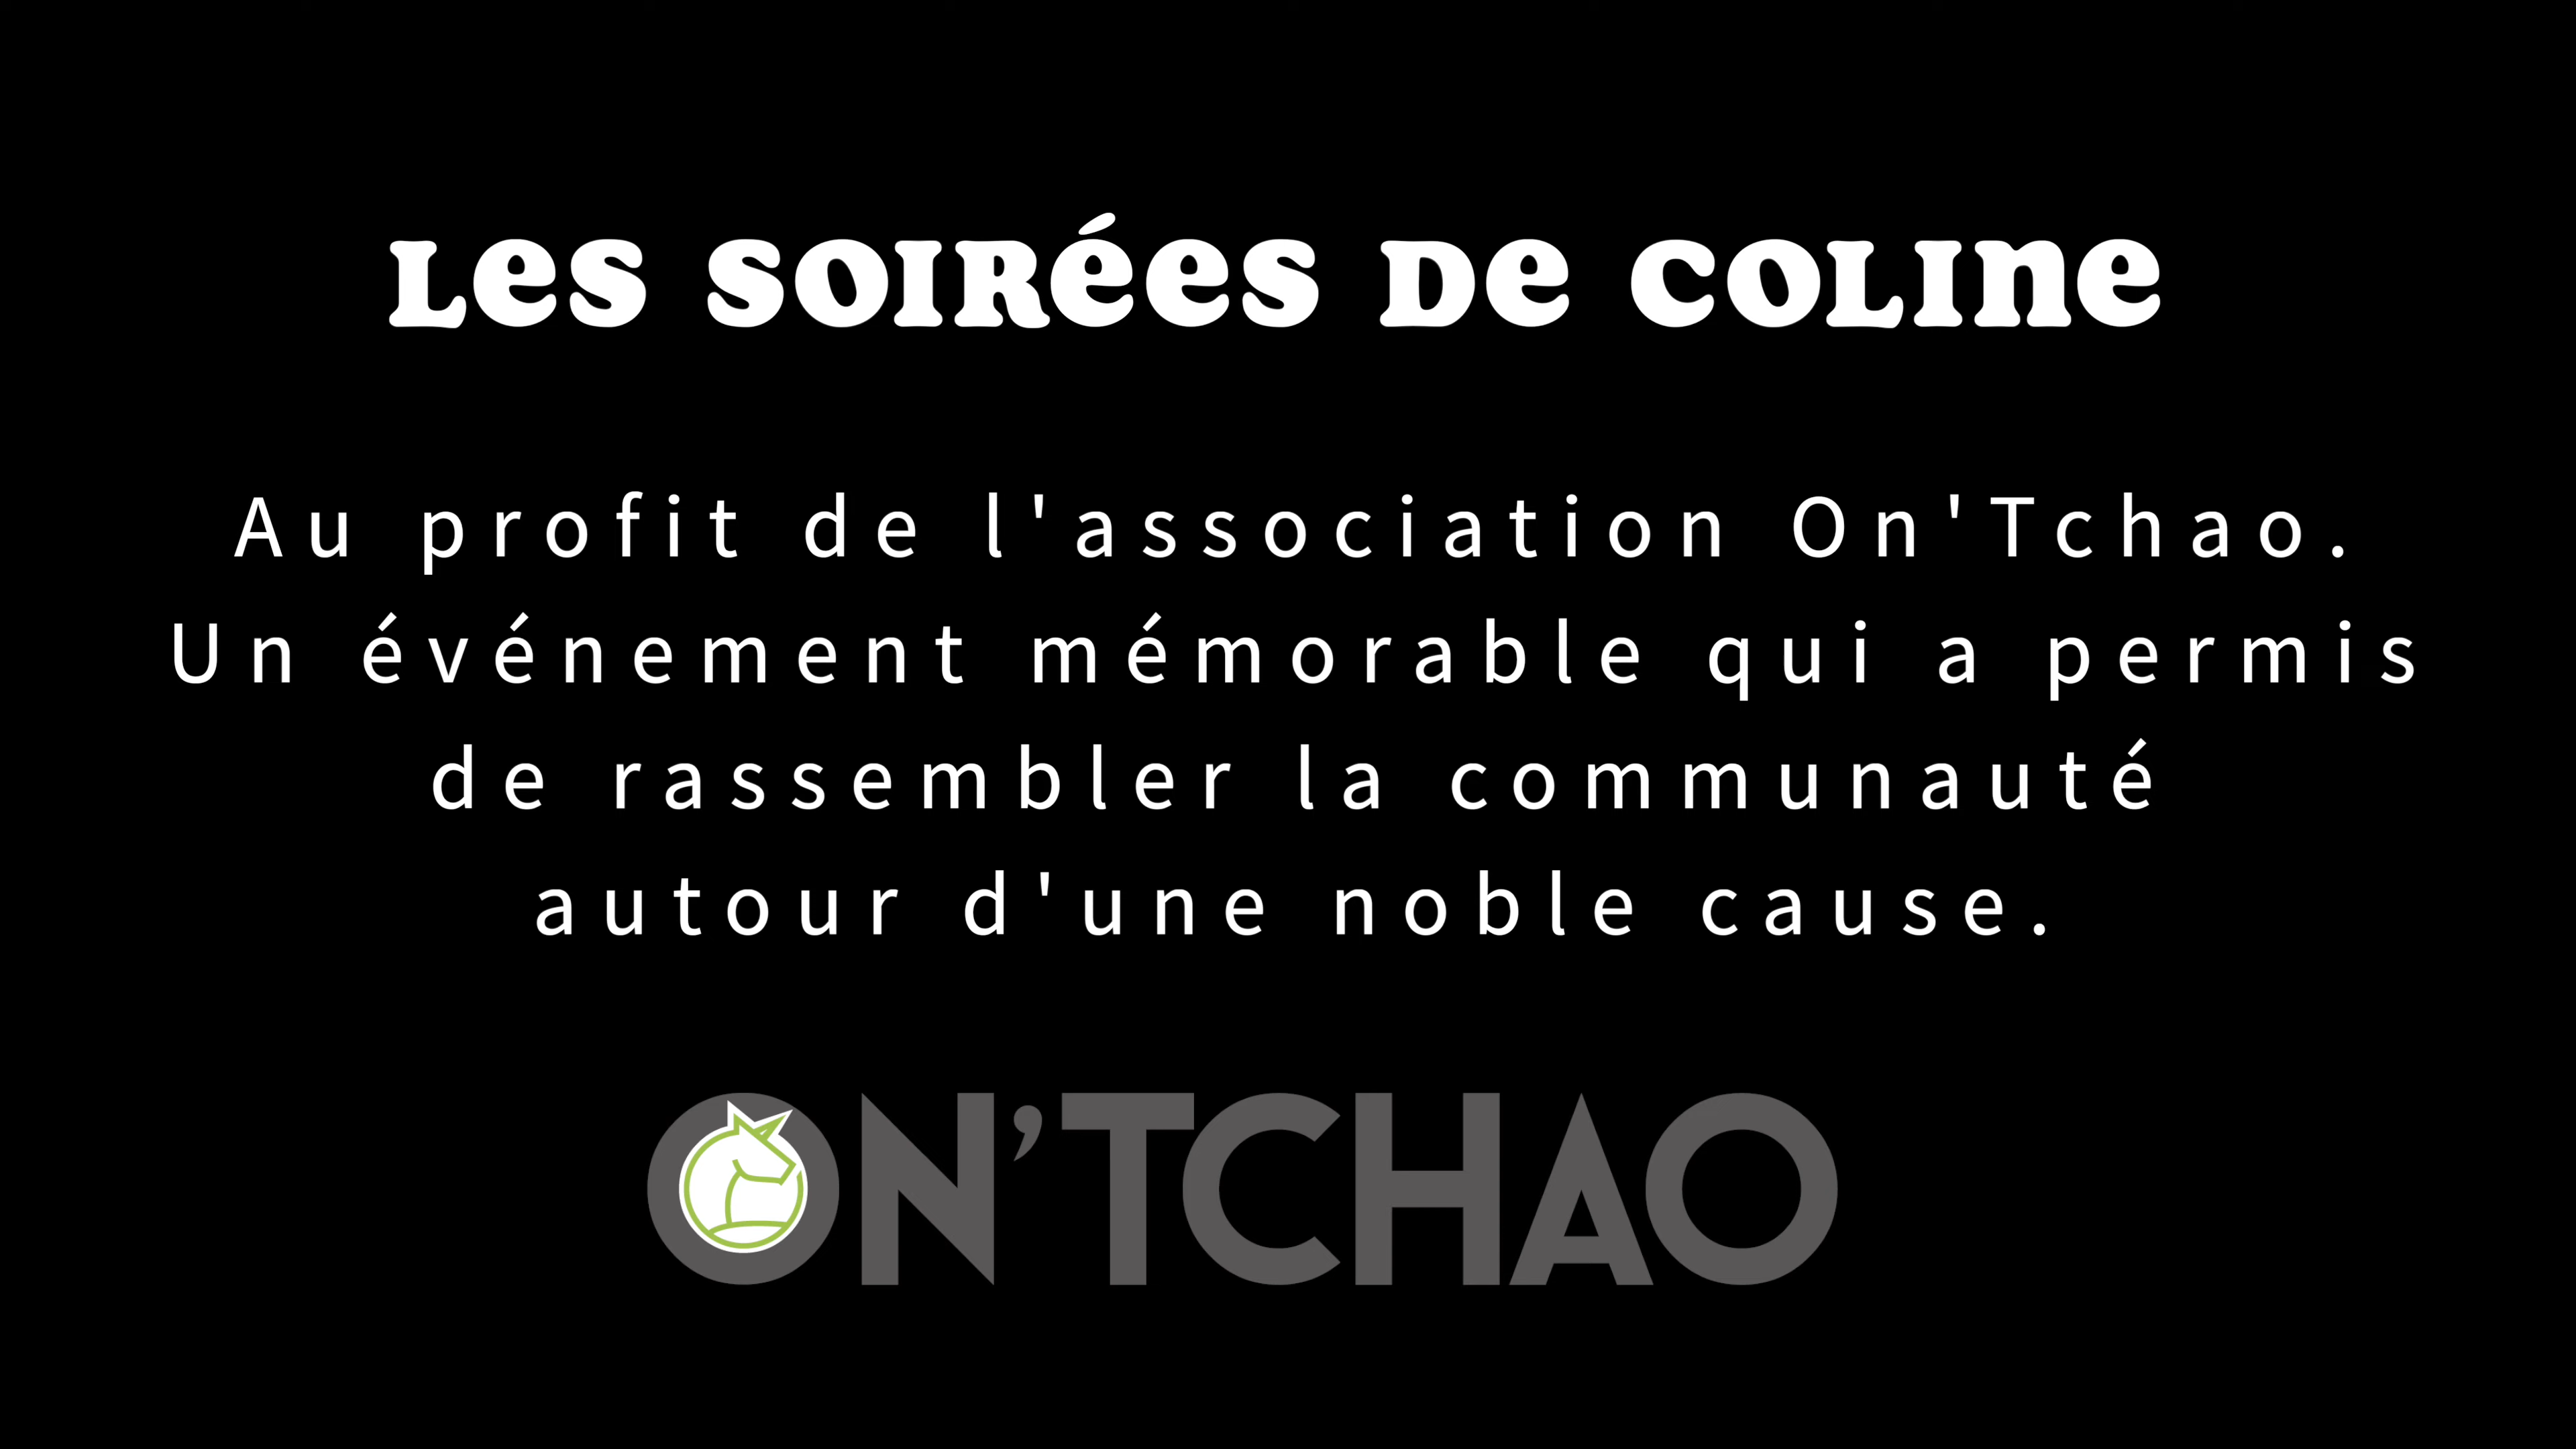 Les soirées de Coline
Au profit de l'association On'Tchao.
Un événement mémorable qui a permis
de rassembler la communauté
autour d'une noble cause.
ON'TCHAO